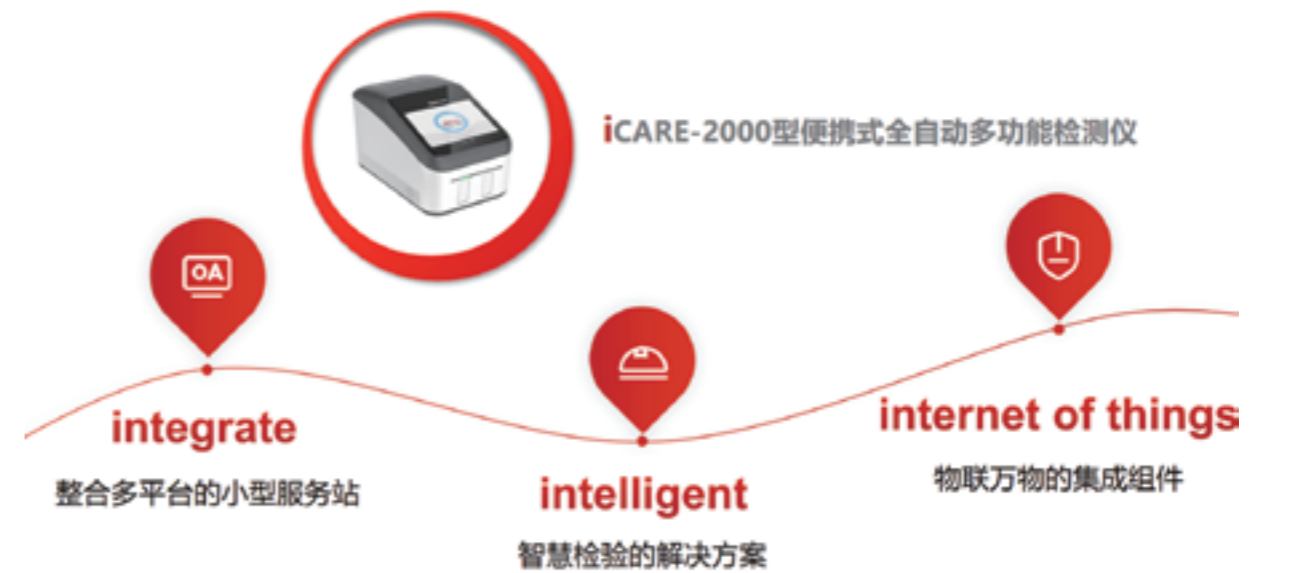 iCARE-2000型便携式全自动多功能检测仪
OA
integrate
整合多平台的小型服务站
intelligent
智慧检验的解决方案
internet of things
物联万物的集成组件